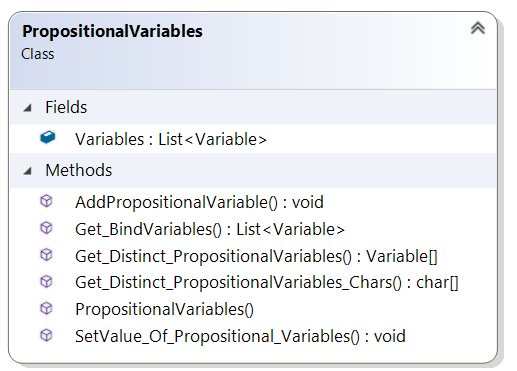 PropositionalVariables
Class
Fields
Variables : List<Variable>
Methods
AddPropositionalVariable() : void
Get_BindVariables() : List<Variable>
Get_Distinct_PropositionalVariables() : Variable[]
Get_Distinct_PropositionalVariables_Chars() : char[]
PropositionalVariables()
SetValue_Of_Propositional_Variables() : void